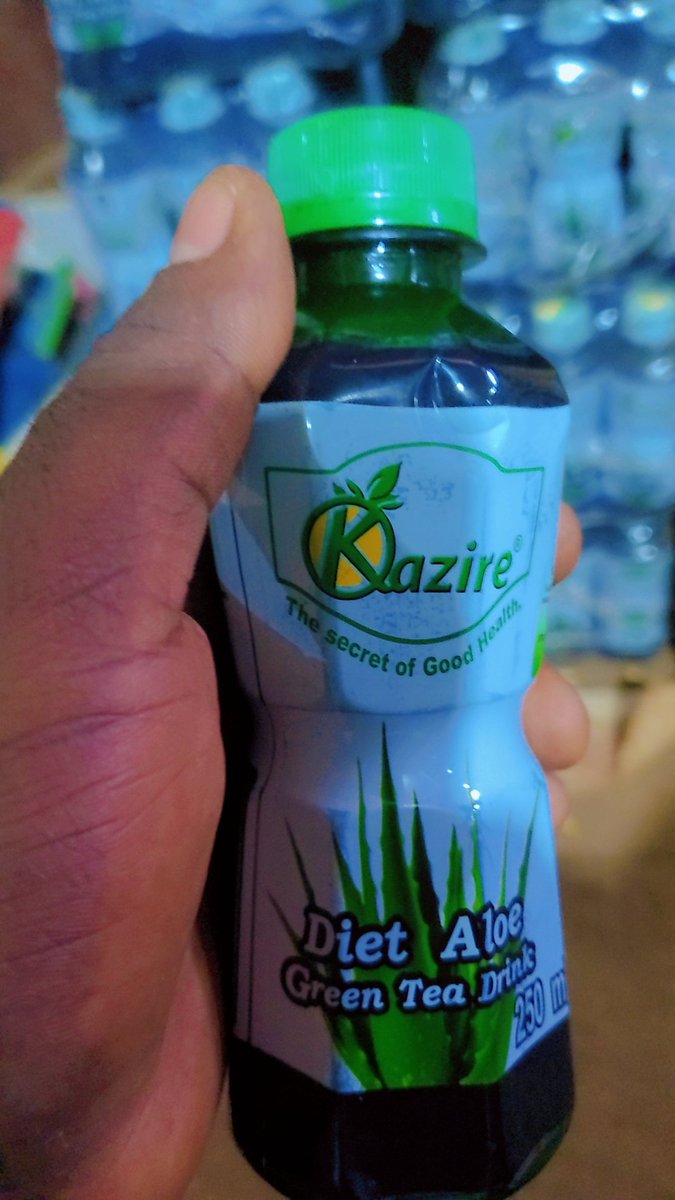 Kazire®
The secret of Good Health.
Diet Aloe
Green Tea Drink
250 m